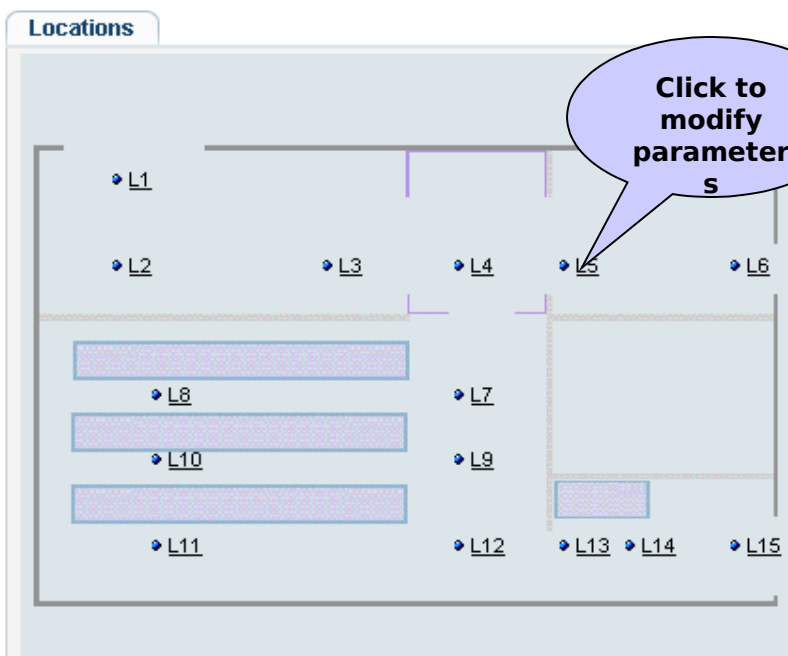 Locations
Click to
modify
parameter
s
L1
L2 L3 L4 L5 L6
L8 L7
L10 L9
L11 L12 L13 L14 L15